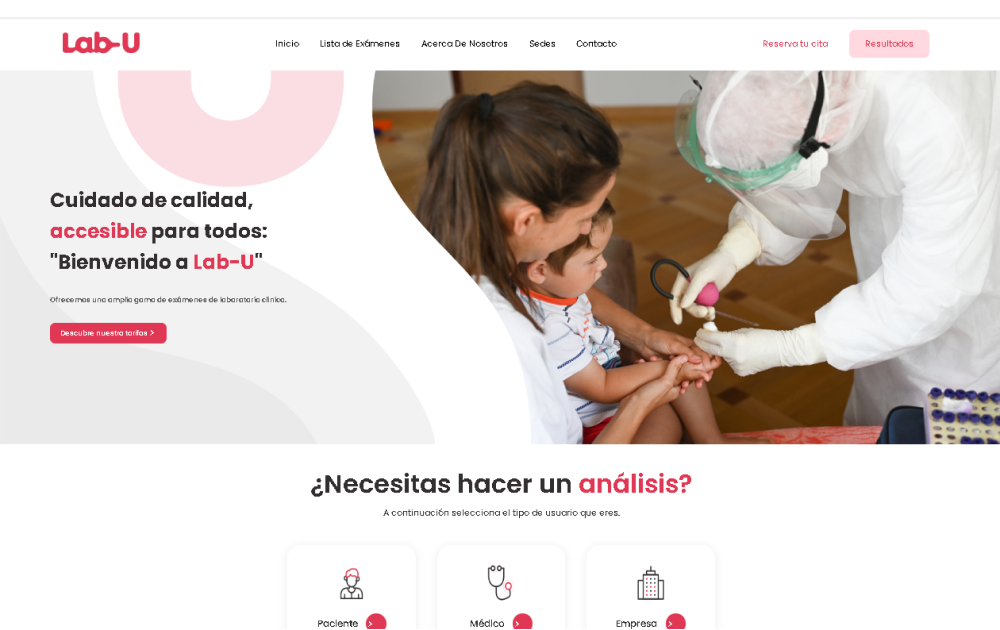 Lab-U
Inicio
Lista de Exámenes
Acerca De Nosotros
Sedes
Contacto
Reserva tu cita
Resultados
Cuidado de calidad,
accesible para todos:
"Bienvenido a Lab-U"
Ofrecemos una amplia gama de exámenes de laboratorio clínico.
Descubre nuestra tarifas >
¿Necesitas hacer un análisis?
A continuación selecciona el tipo de usuario que eres.
Paciente >
Médico >
Empresa >